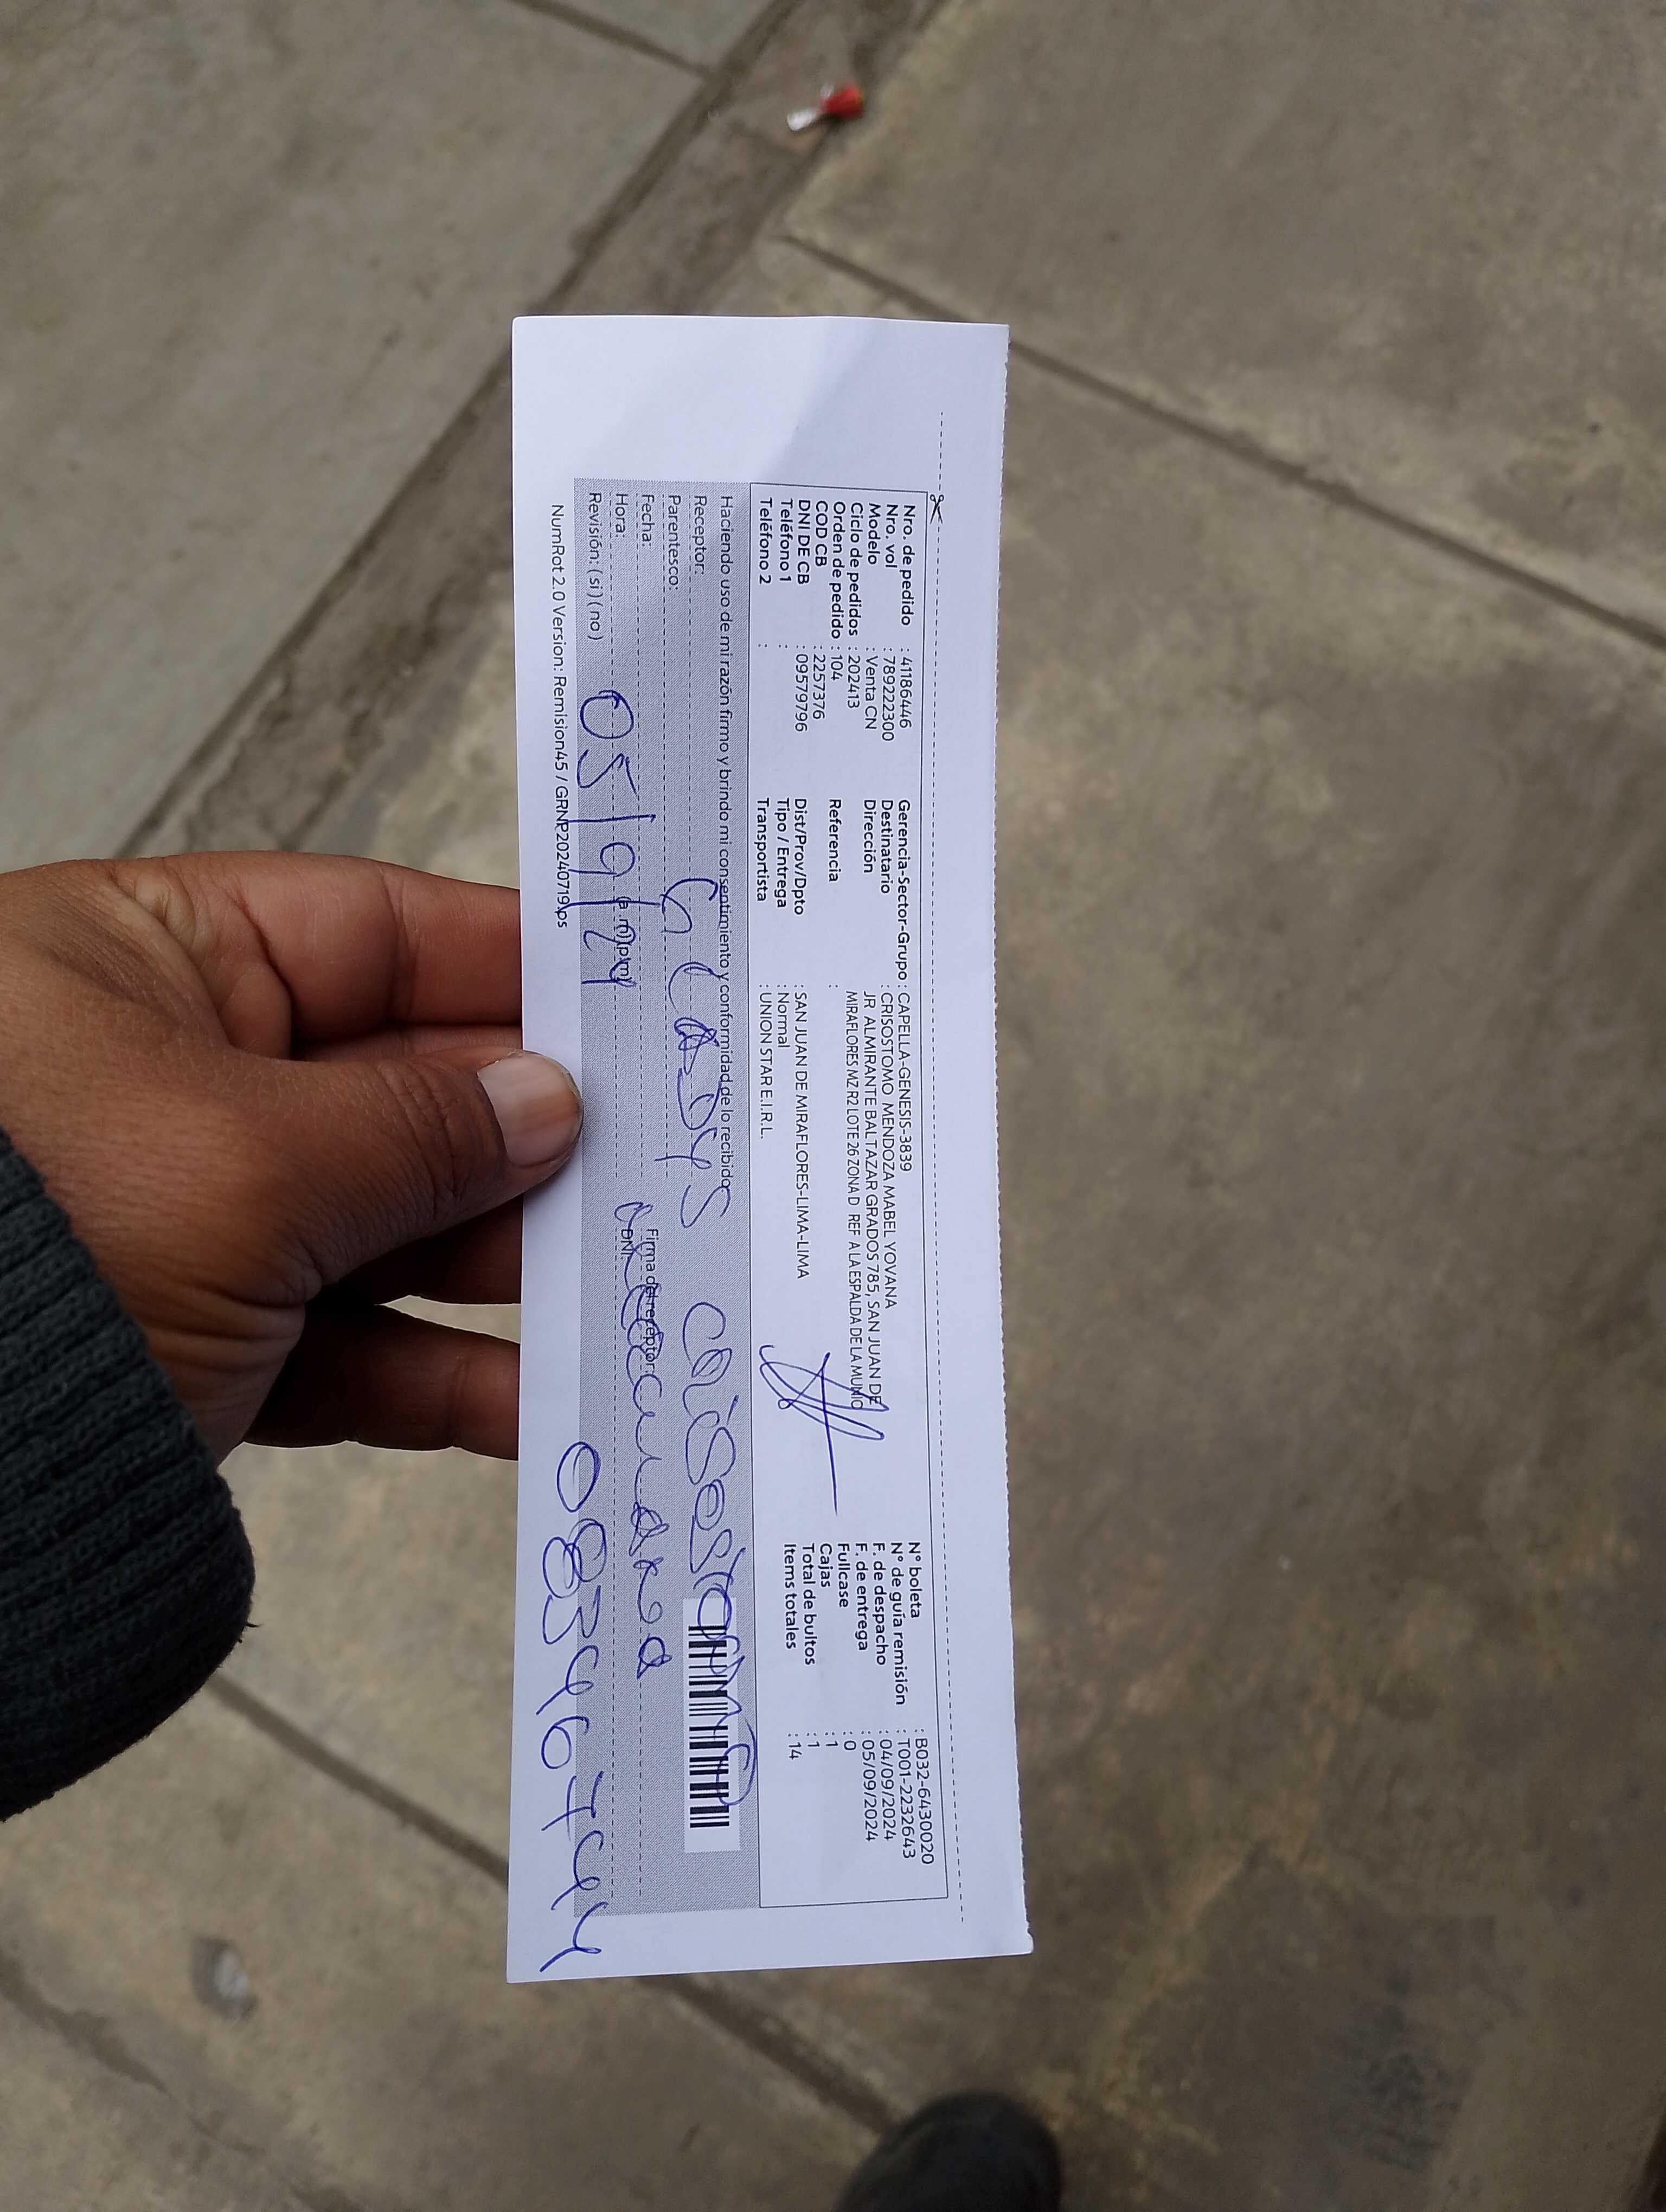 Nro. de pedido : 41186446
Nro. vol : 789222300
Modelo : Venta CN
Ciclo de pedidos : 202413
Orden de pedido : 104
COD CB : 2257376
DNI DE CB : 09579796
Teléfono 1 :
Teléfono 2 :
Gerencia-Sector-Grupo : CAPELLA-GENESIS-3839
Destinatario : CRISOSTOMO MENDOZA MABEL YOVANA
Dirección JR ALMIRANTE BALTAZAR GRADOS 785, SAN JUAN DE
MIRAFLORES MZ R2 LOTE 26 ZONA D REF A LA ESPALDA DE LA MUNIC
Referencia :
Dist/Prov/Dpto : SAN JUAN DE MIRAFLORES-LIMA-LIMA
Tipo / Entrega : Normal
Transportista : UNION STAR E.I.R.L.
N° boleta : B032-6430020
N° de guía remisión : T001-2232643
F. de despacho : 04/09/2024
F. de entrega : 05/09/2024
Fullcase : 0
Cajas : 1
Total de bultos : 1
Items totales : 14
Haciendo uso de mi razón firmo y brindo mi consentimiento y conformidad de lo recibido
Receptor: GLADYS
Parentesco:
Fecha:
Firma del receptor:
Hora: (a.m)(p.m)
DNI:
Revisión: (si) (no) 05/9/24
08346744
NumRot 2.0 Version: Remision45 / GRNP20240719.ps